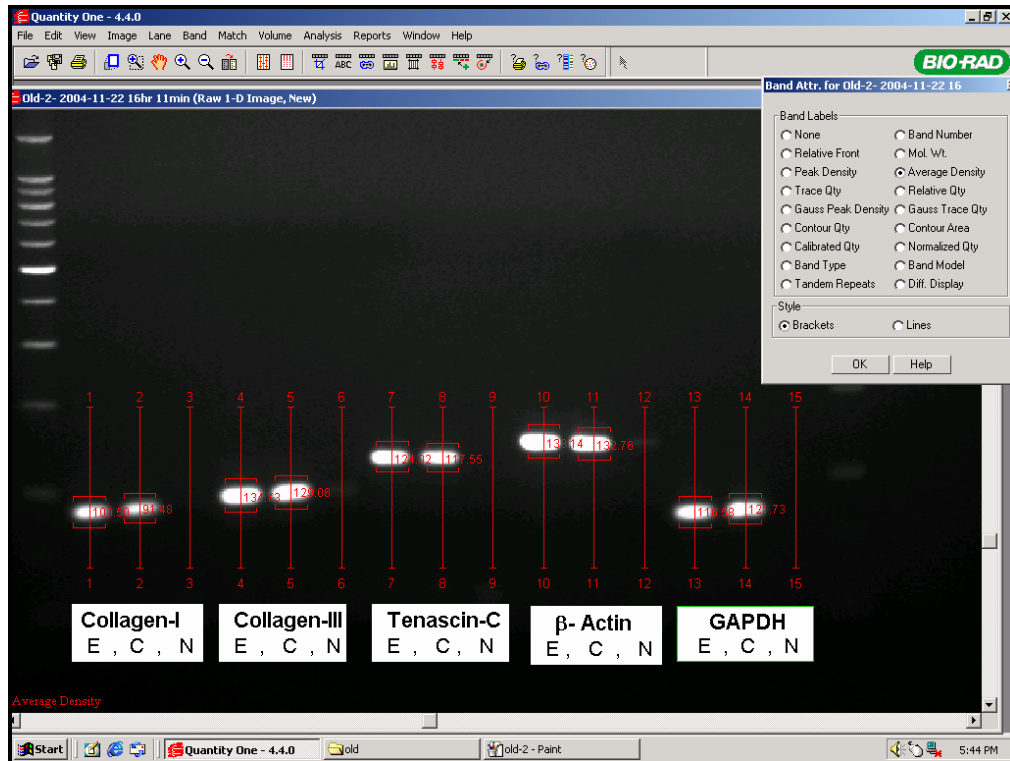 Quantity One - 4.4.0
File Edit View Image Lane Band Match Volume Analysis Reports Window Help
ABC
BIO-RAD
Old-2- 2004-11-22 16hr 11min (Raw 1-D Image, New)
Band Attr. for Old-2- 2004-11-22 16
Band Labels
None Band Number
Relative Front Mol. Wt.
Peak Density Average Density
Trace Qty Relative Qty
Gauss Peak Density Gauss Trace Qty
Contour Qty Contour Area
Calibrated Qty Normalized Qty
Band Type Band Model
Tandem Repeats Diff. Display
Style
Brackets Lines
OK Help
1 2 3 4 5 6 7 8 9 10 11 12 13 14 15
117.55
132.76
129.06
1 2 3 4 5 6 7 8 9 10 11 12 13 14 15
Collagen-I
E , C , N
Collagen-III
E , C , N
Tenascin-C
E , C , N
β- Actin
E , C , N
GAPDH
E , C , N
Average Density
Start Quantity One - 4.4.0 old old-2 - Paint 5:44 PM